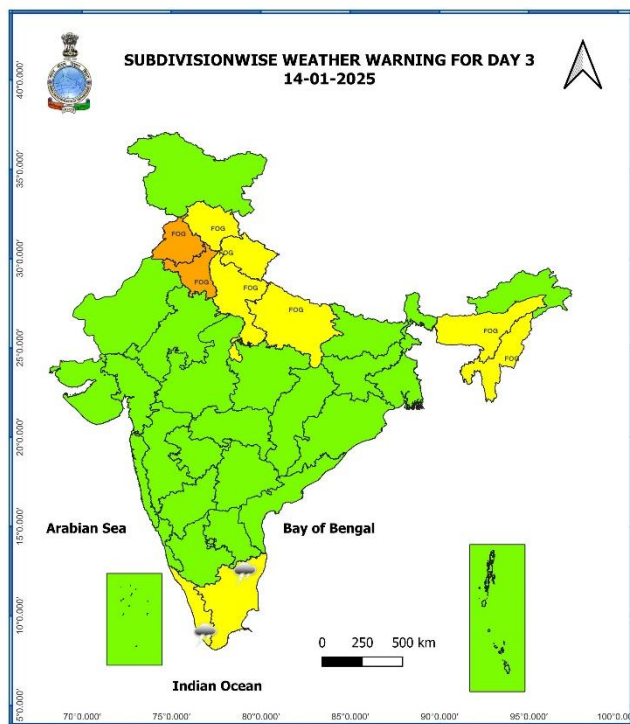 SUBDIVISIONWISE WEATHER WARNING FOR DAY 3
14-01-2025
40°0.000'
35°0.000'
30°0.000'
25°0.000'
20°0.000'
15°0.000'
10°0.000'
5°0.000'
FOG
FOG
FOG
FOG
FOG
FOG
FOG
FOG
Arabian Sea
Bay of Bengal
0 250 500 km
Indian Ocean
70°0.000' 75°0.000' 80°0.000' 85°0.000' 90°0.000' 95°0.000' 100°0.000'